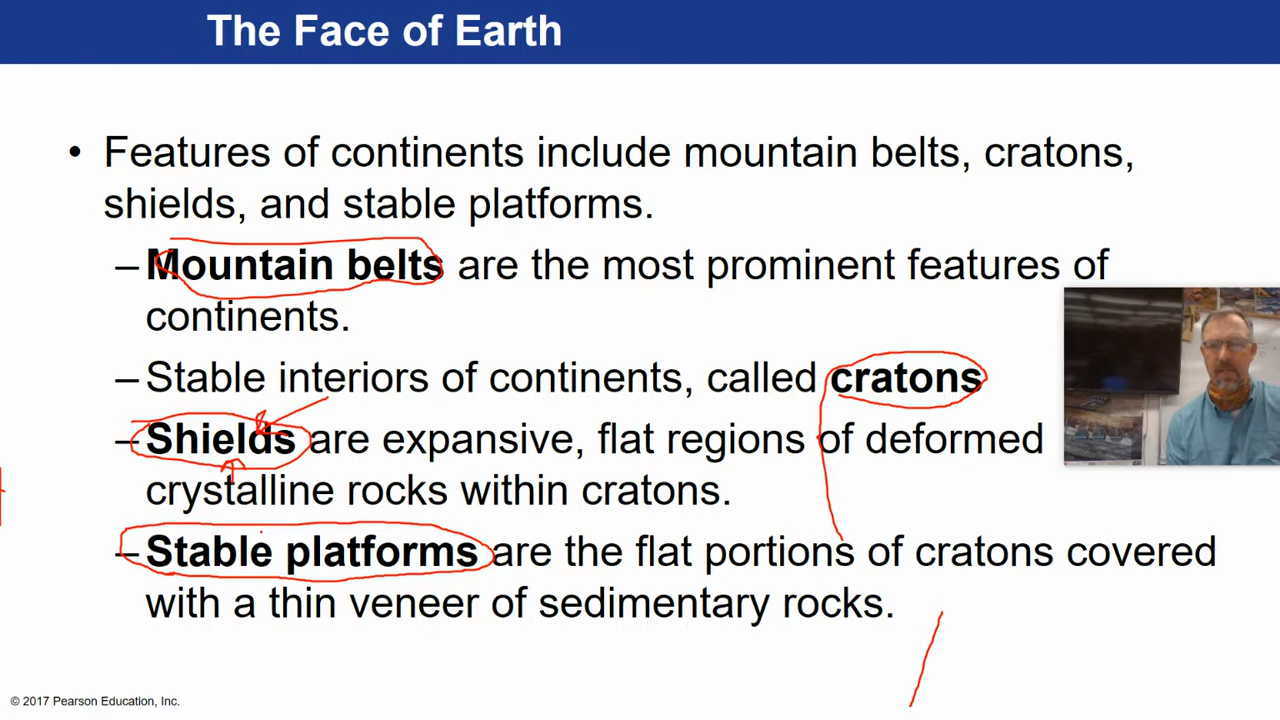 The Face of Earth
• Features of continents include mountain belts, cratons,
shields, and stable platforms.
–Mountain belts are the most prominent features of
continents.
–Stable interiors of continents, called cratons
–Shields are expansive, flat regions of deformed
crystalline rocks within cratons.
–Stable platforms are the flat portions of cratons covered
with a thin veneer of sedimentary rocks.
© 2017 Pearson Education, Inc.